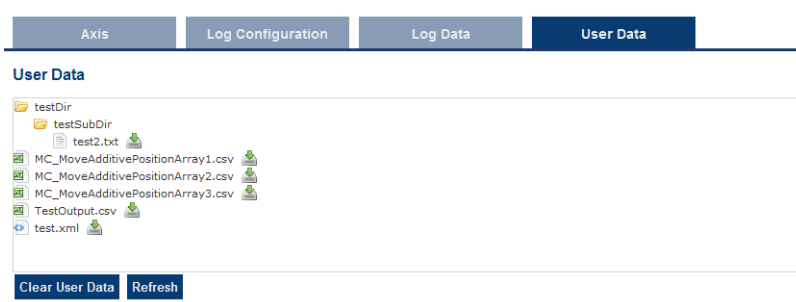 Axis Log Configuration Log Data User Data
User Data
testDir
testSubDir
test2.txt
MC_MoveAdditivePositionArray1.csv
MC_MoveAdditivePositionArray2.csv
MC_MoveAdditivePositionArray3.csv
TestOutput.csv
test.xml
Clear User Data Refresh